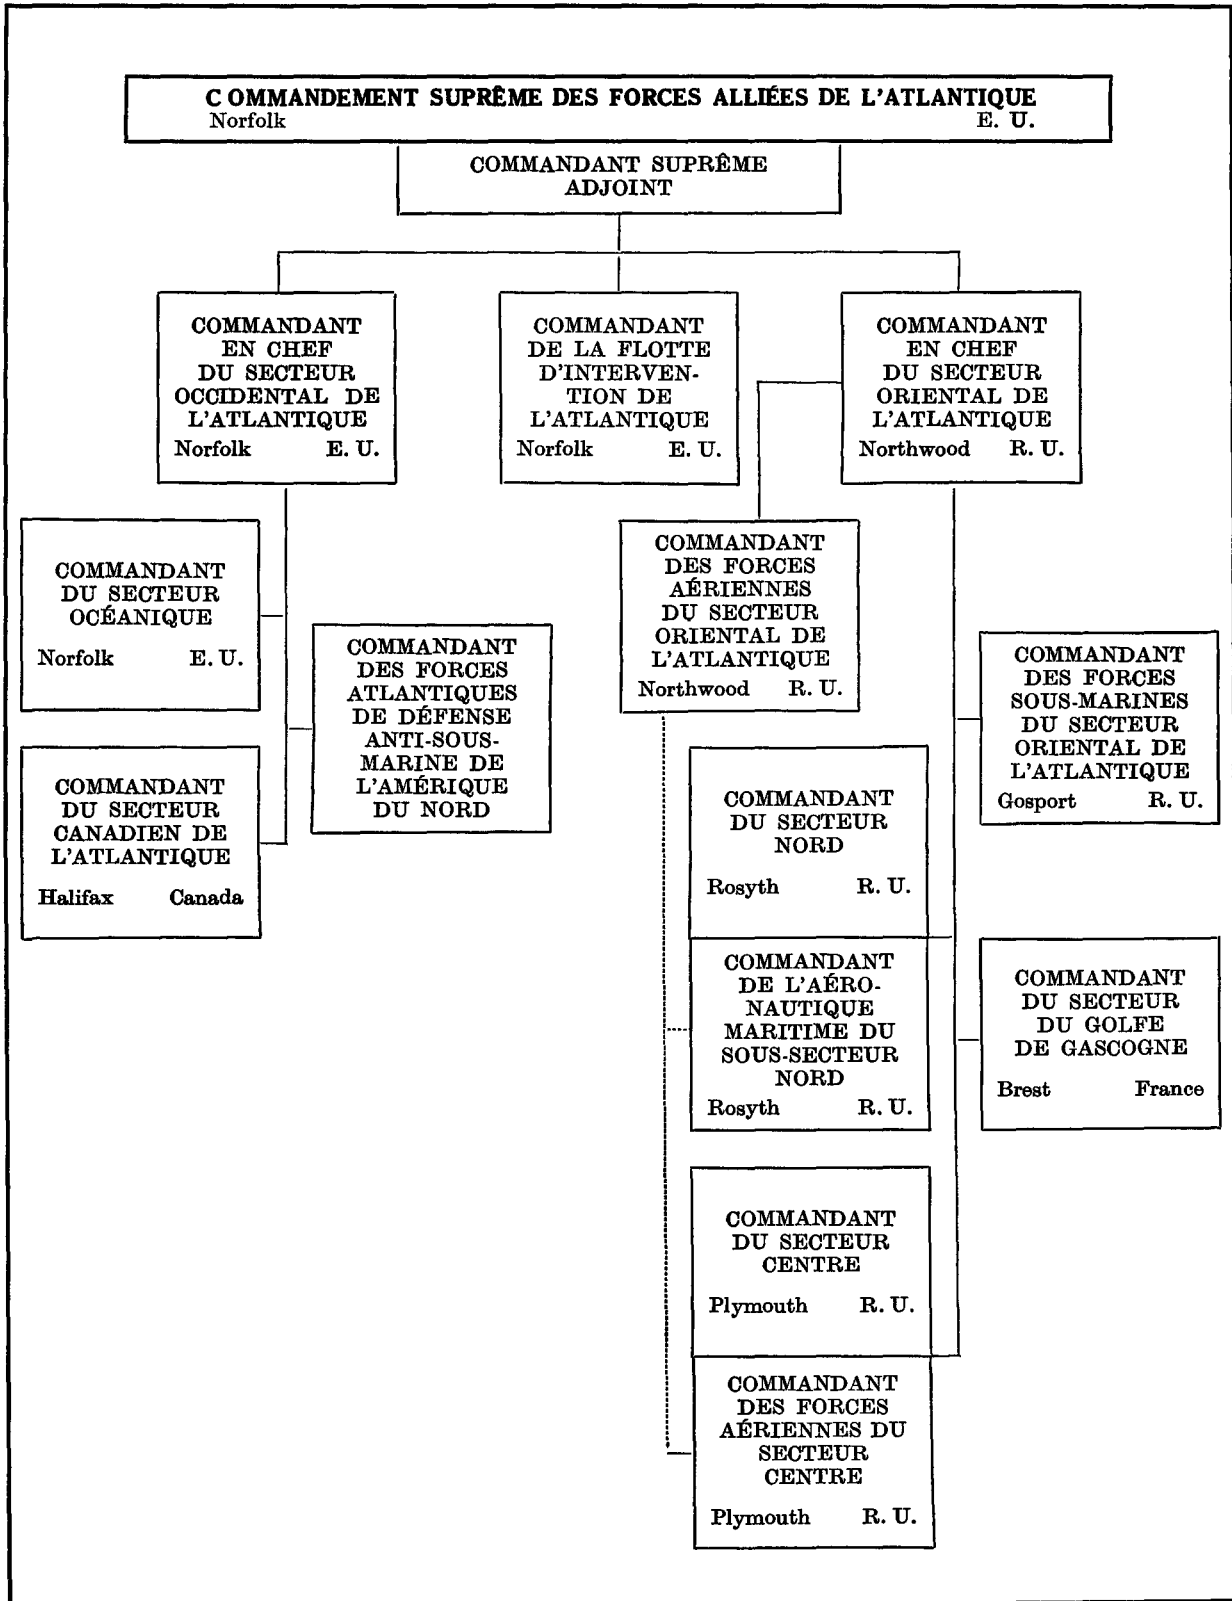 COMMANDEMENT SUPRÊME DES FORCES ALLIÉES DE L'ATLANTIQUE
Norfolk E. U.
COMMANDANT SUPRÊME
ADJOINT
COMMANDANT
EN CHEF
DU SECTEUR
OCCIDENTAL DE
L'ATLANTIQUE
Norfolk E. U.
COMMANDANT
DE LA FLOTTE
D'INTERVEN-
TION DE
L'ATLANTIQUE
Norfolk E. U.
COMMANDANT
EN CHEF
DU SECTEUR
ORIENTAL DE
L'ATLANTIQUE
Northwood R. U.
COMMANDANT
DU SECTEUR
OCÉANIQUE
Norfolk E. U.
COMMANDANT
DES FORCES
ATLANTIQUES
DE DÉFENSE
ANTI-SOUS-
MARINE DE
L'AMÉRIQUE
DU NORD
COMMANDANT
DU SECTEUR
CANADIEN DE
L'ATLANTIQUE
Halifax Canada
COMMANDANT
DES FORCES
AÉRIENNES
DU SECTEUR
ORIENTAL DE
L'ATLANTIQUE
Northwood R. U.
COMMANDANT
DES FORCES
SOUS-MARINES
DU SECTEUR
ORIENTAL DE
L'ATLANTIQUE
Gosport R. U.
COMMANDANT
DU SECTEUR
NORD
Rosyth R. U.
COMMANDANT
DE L'AÉRO-
NAUTIQUE
MARITIME DU
SOUS-SECTEUR
NORD
Rosyth R. U.
COMMANDANT
DU SECTEUR
DU GOLFE
DE GASCOGNE
Brest France
COMMANDANT
DU SECTEUR
CENTRE
Plymouth R. U.
COMMANDANT
DES FORCES
AÉRIENNES DU
SECTEUR
CENTRE
Plymouth R. U.